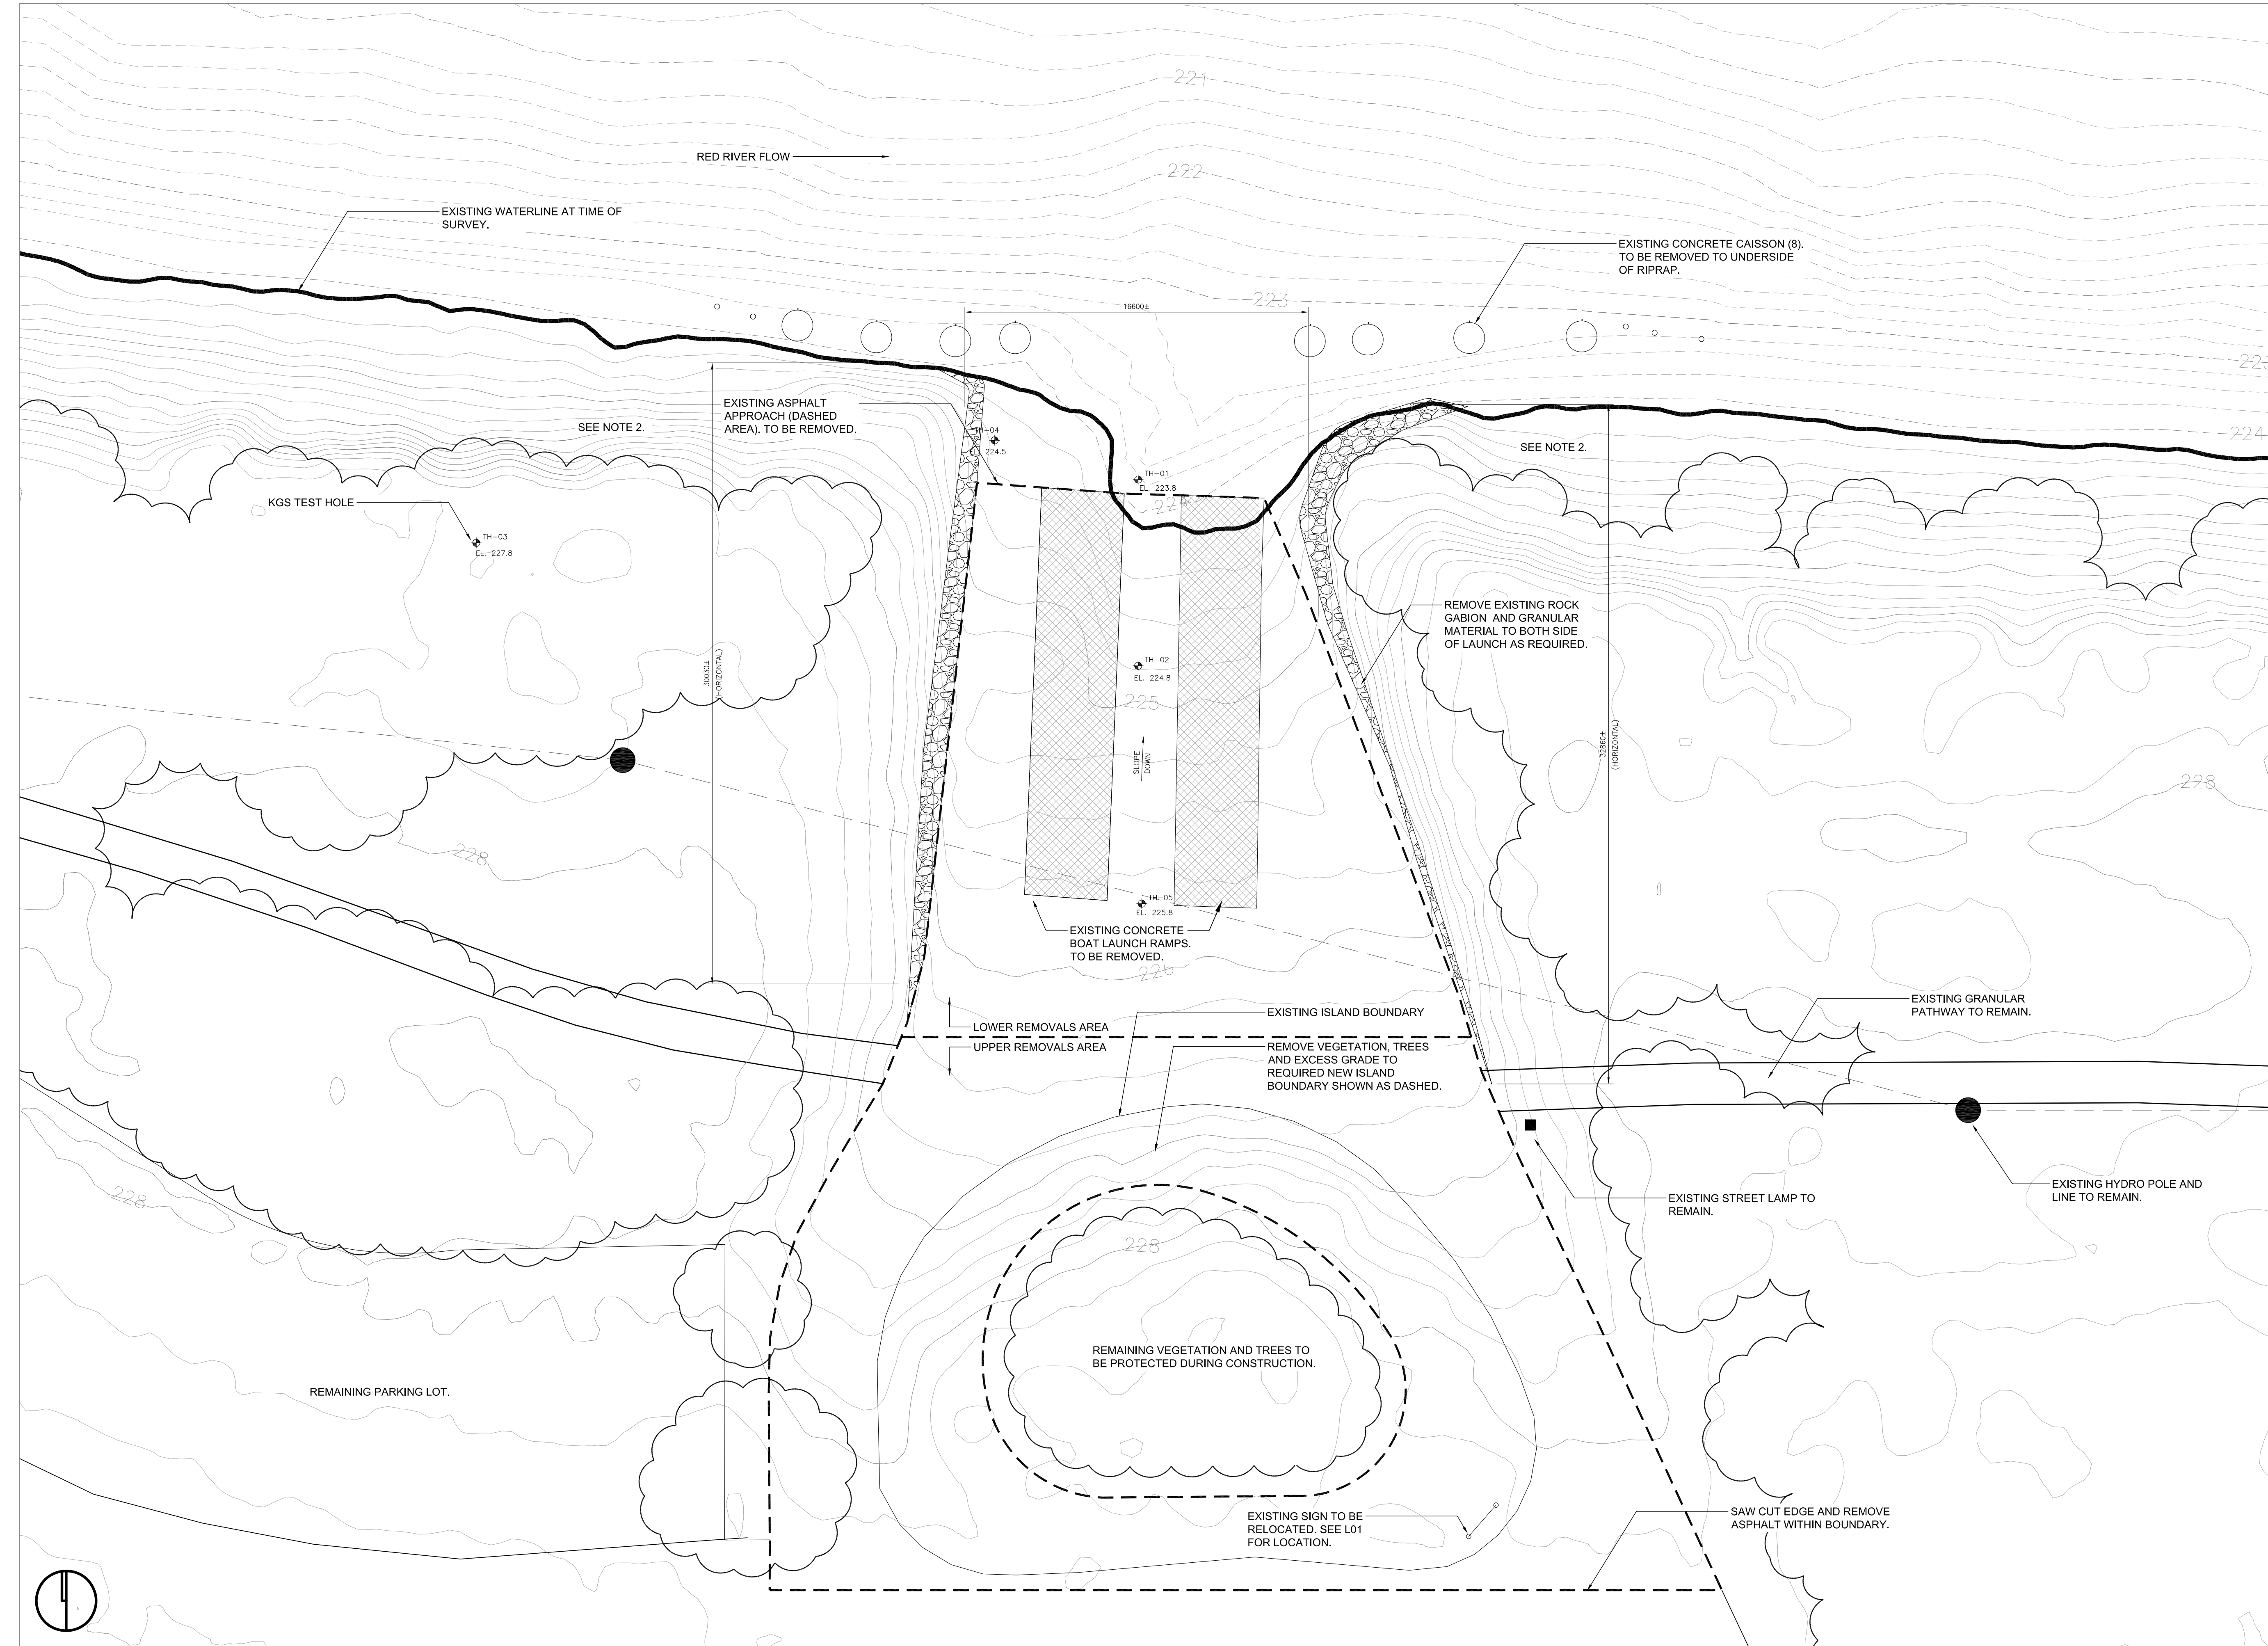 221
RED RIVER FLOW
222
EXISTING WATERLINE AT TIME OF
SURVEY.
EXISTING CONCRETE CAISSON (8).
TO BE REMOVED TO UNDERSIDE
OF RIPRAP.
223
16600±
223
EXISTING ASPHALT
APPROACH (DASHED
AREA). TO BE REMOVED.
SEE NOTE 2.
TH-04
EL. 224.5
SEE NOTE 2.
224
TH-01
EL. 223.8
KGS TEST HOLE
TH-03
EL. 227.8
REMOVE EXISTING ROCK
GABION AND GRANULAR
MATERIAL TO BOTH SIDE
OF LAUNCH AS REQUIRED.
30030±
(HORIZONTAL)
TH-02
EL. 224.8
225
32860±
(HORIZONTAL)
SLOPE
DOWN
228
228
TH-05
EL. 225.8
EXISTING CONCRETE
BOAT LAUNCH RAMPS.
TO BE REMOVED.
226
EXISTING GRANULAR
PATHWAY TO REMAIN.
EXISTING ISLAND BOUNDARY
LOWER REMOVALS AREA
UPPER REMOVALS AREA
REMOVE VEGETATION, TREES
AND EXCESS GRADE TO
REQUIRED NEW ISLAND
BOUNDARY SHOWN AS DASHED.
EXISTING HYDRO POLE AND
LINE TO REMAIN.
EXISTING STREET LAMP TO
REMAIN.
228
228
REMAINING VEGETATION AND TREES TO
BE PROTECTED DURING CONSTRUCTION.
REMAINING PARKING LOT.
EXISTING SIGN TO BE
RELOCATED. SEE L01
FOR LOCATION.
SAW CUT EDGE AND REMOVE
ASPHALT WITHIN BOUNDARY.